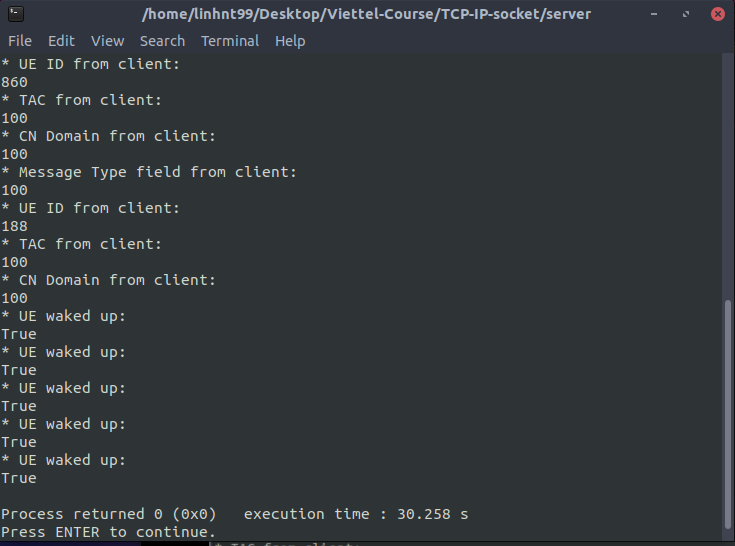 /home/linhnt99/Desktop/Viettel-Course/TCP-IP-socket/server
File Edit View Search Terminal Help
* UE ID from client:
860
* TAC from client:
100
* CN Domain from client:
100
* Message Type field from client:
100
* UE ID from client:
188
* TAC from client:
100
* CN Domain from client:
100
* UE waked up:
True
* UE waked up:
True
* UE waked up:
True
* UE waked up:
True
* UE waked up:
True
Process returned 0 (0x0)   execution time : 30.258 s
Press ENTER to continue.